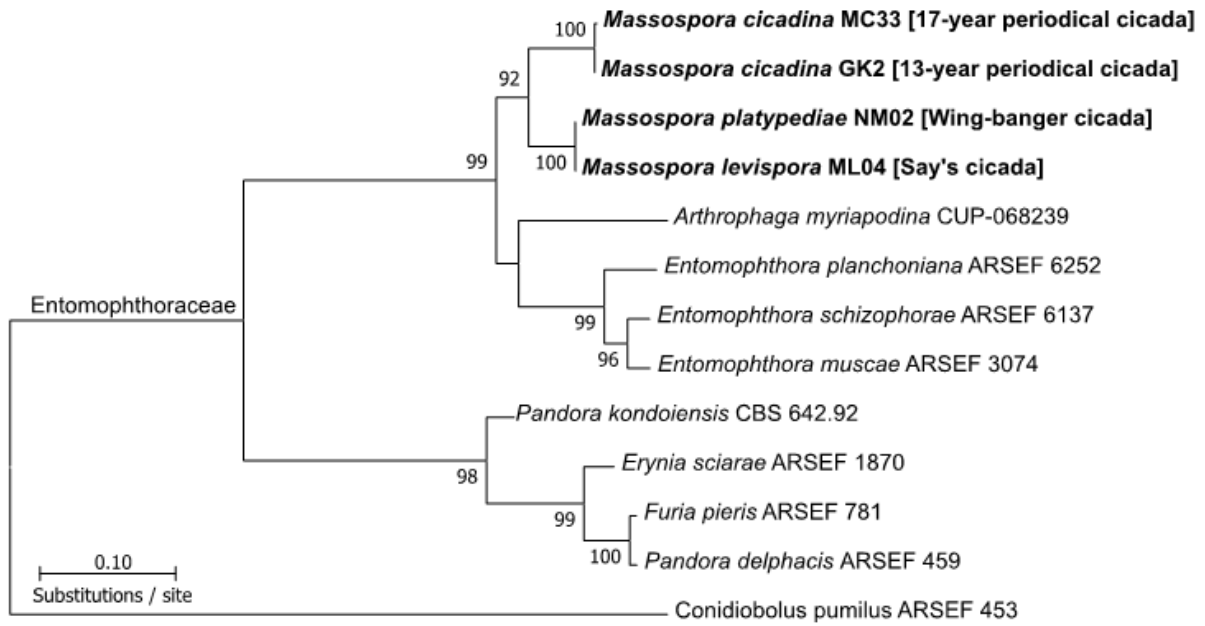 100
Massospora cicadina MC33 [17-year periodical cicada]
Massospora cicadina GK2 [13-year periodical cicada]
92
Massospora platypediae NM02 [Wing-banger cicada]
99
100
Massospora levispora ML04 [Say's cicada]
Arthrophaga myriapodina CUP-068239
Entomophthora planchoniana ARSEF 6252
Entomophthoraceae
Entomophthora schizophorae ARSEF 6137
99
96
Entomophthora muscae ARSEF 3074
Pandora kondoiensis CBS 642.92
98
Erynia sciarae ARSEF 1870
99
Furia pieris ARSEF 781
100
Pandora delphacis ARSEF 459
0.10
Substitutions / site
Conidiobolus pumilus ARSEF 453